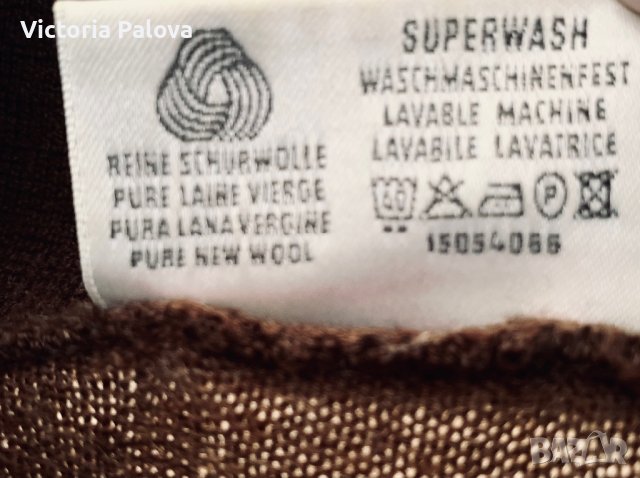 Victoria Palova
REINE SCHURWOLLE
PURE LAINE VIERGE
PURA LANA VERGINE
PURE NEW WOOL
SUPERWASH
WASCHMASCHINENFEST
LAVABLE MACHINE
LAVABILE LAVATRICE
40 P
15054066
BAZAR